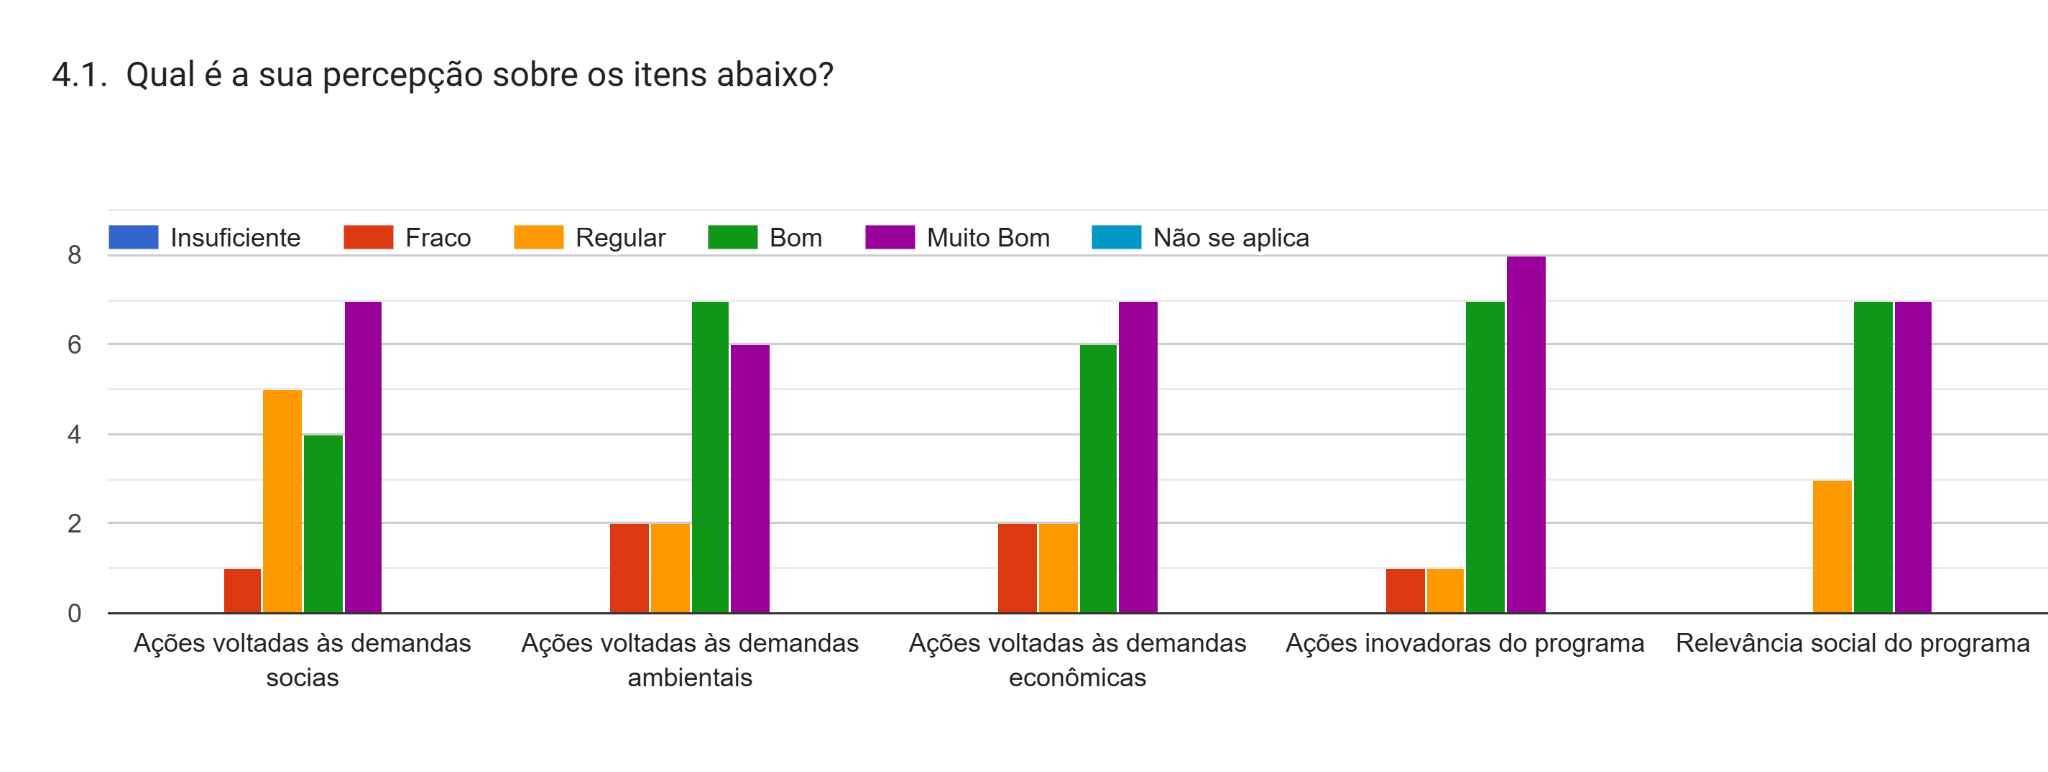 4.1. Qual é a sua percepção sobre os itens abaixo?
Insuficiente Fraco Regular Bom Muito Bom Não se aplica
8
6
4
2
0
Ações voltadas às demandas
socias
Ações voltadas às demandas
ambientais
Ações voltadas às demandas
econômicas
Ações inovadoras do programa
Relevância social do programa